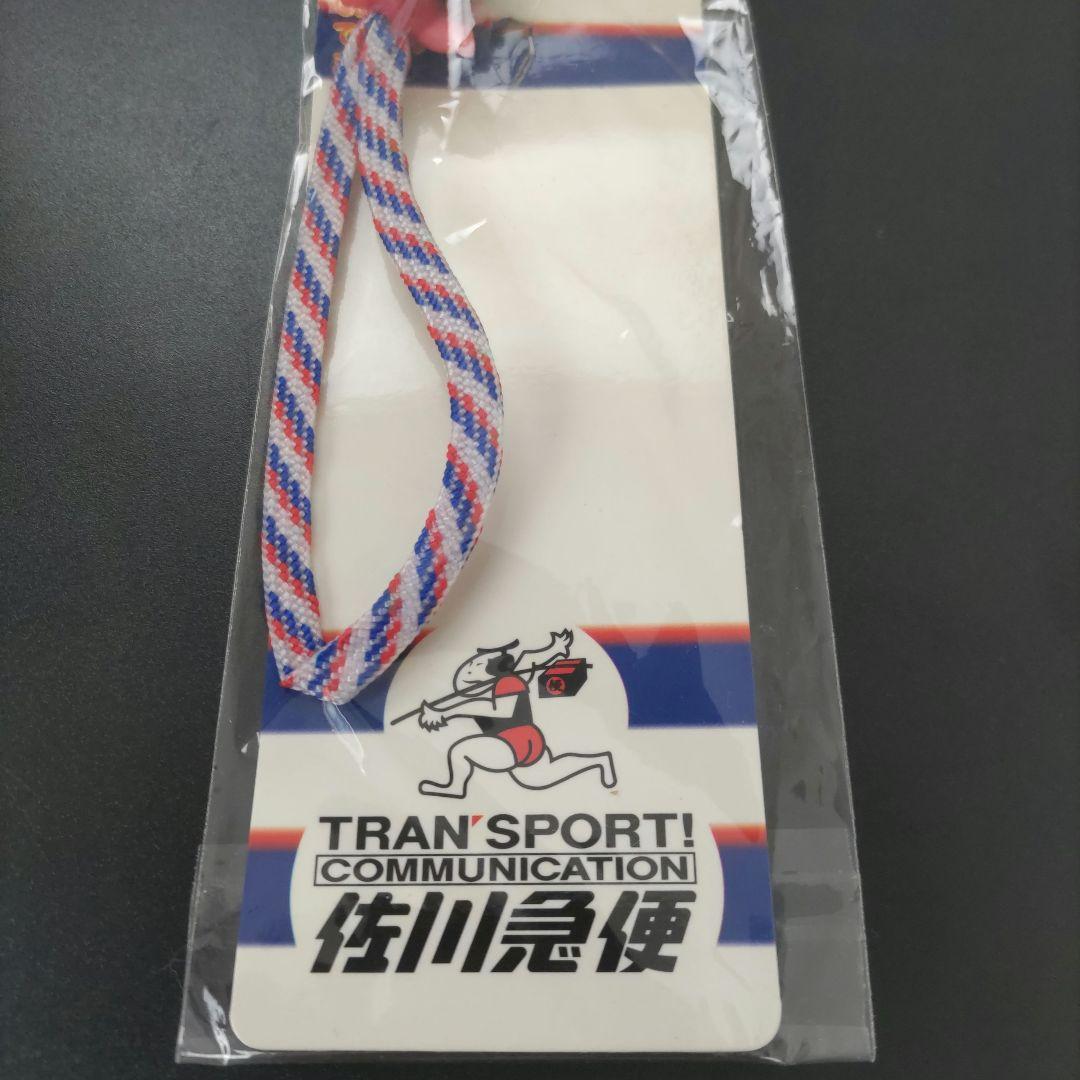 TRAN'SPORT!
COMMUNICATION
佐川急便